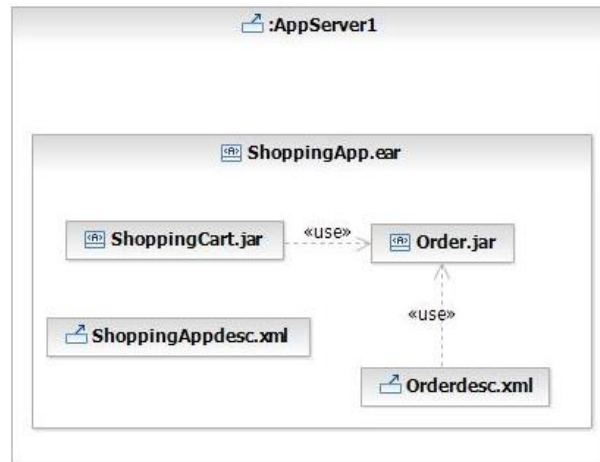 :AppServer1
ShoppingApp.ear
ShoppingCart.jar
«use»
Order.jar
«use»
ShoppingAppdesc.xml
Orderdesc.xml